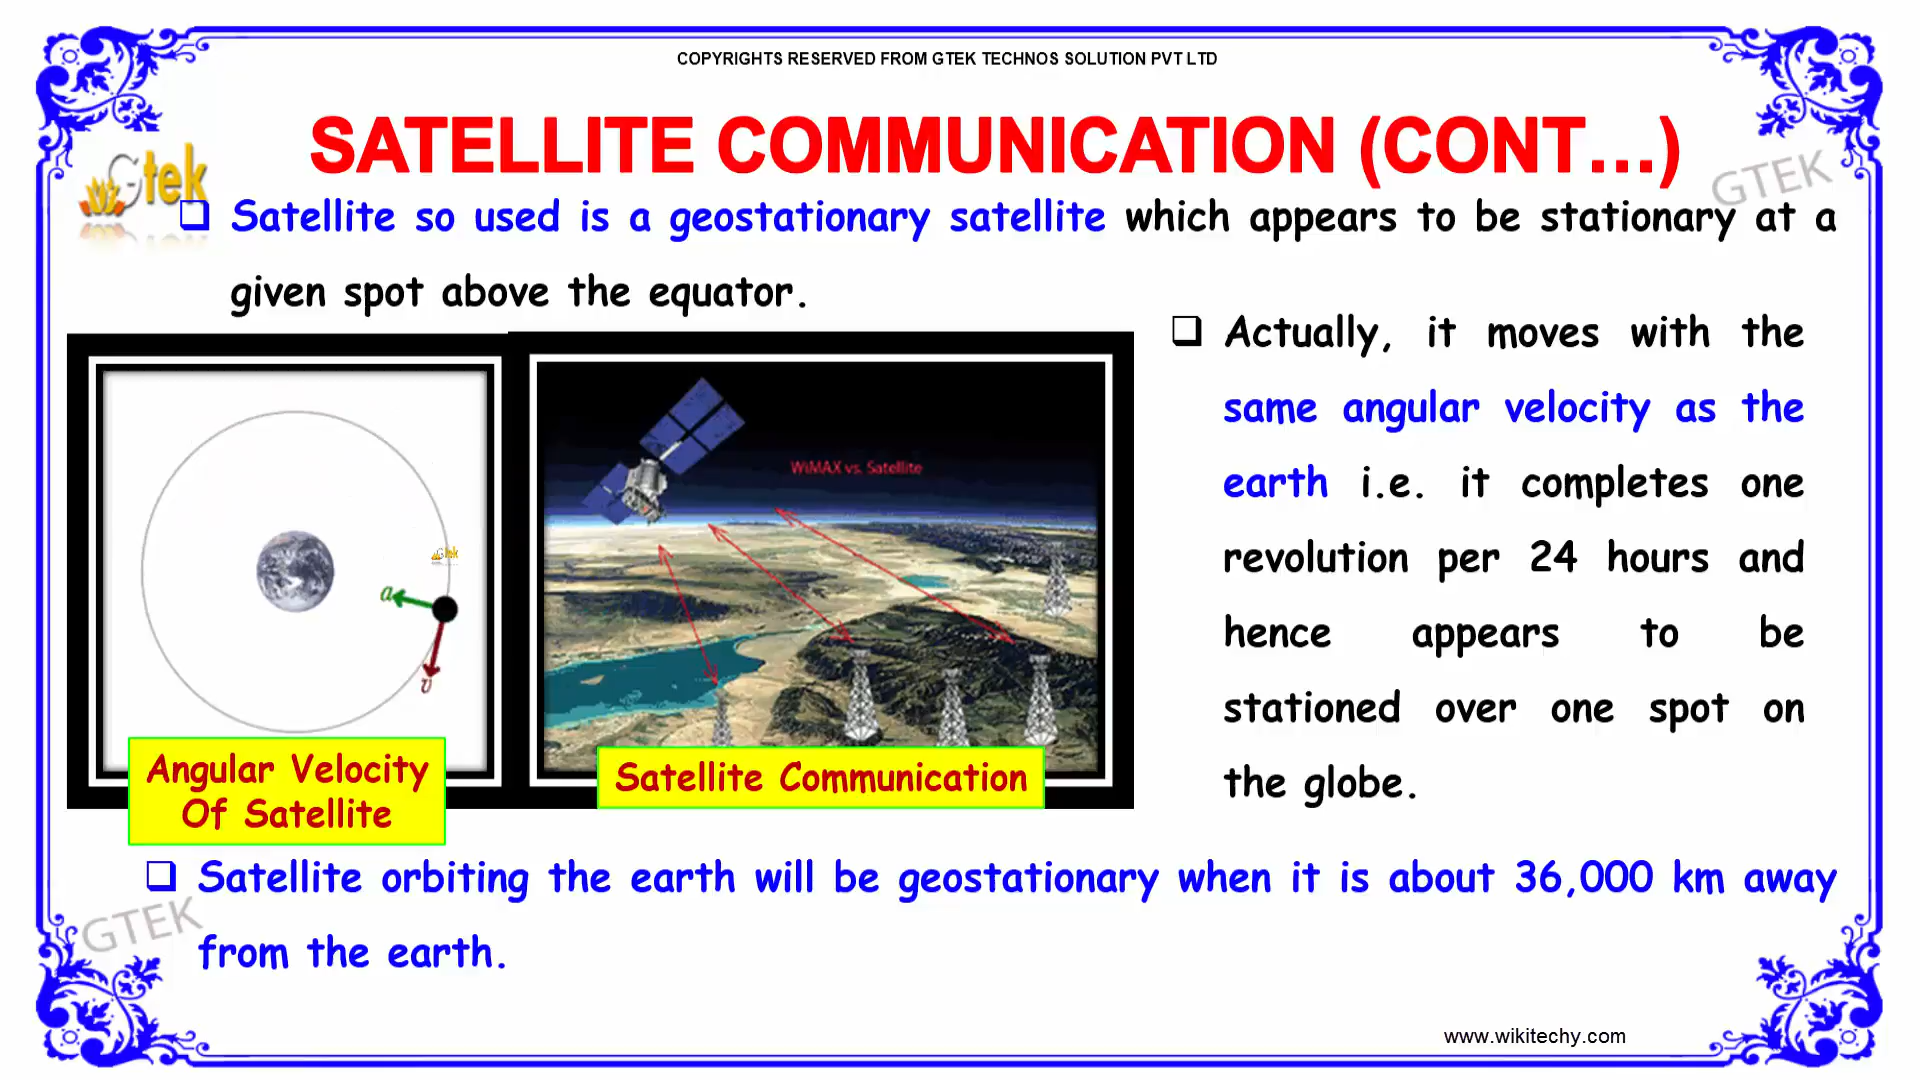 COPYRIGHTS RESERVED FROM GTEK TECHNOS SOLUTION PVT LTD
SATELLITE COMMUNICATION (CONT...)
Gtek
GTEK
❑ Satellite so used is a geostationary satellite which appears to be stationary at a
given spot above the equator.
❑ Actually, it moves with the
same angular velocity as the
earth i.e. it completes one
revolution per 24 hours and
hence appears to be
stationed over one spot on
the globe.
WiMAX vs. Satellite
Gtek
a
v
Angular Velocity
Of Satellite
Satellite Communication
❑ Satellite orbiting the earth will be geostationary when it is about 36,000 km away
from the earth.
GTEK
www.wikitechy.com